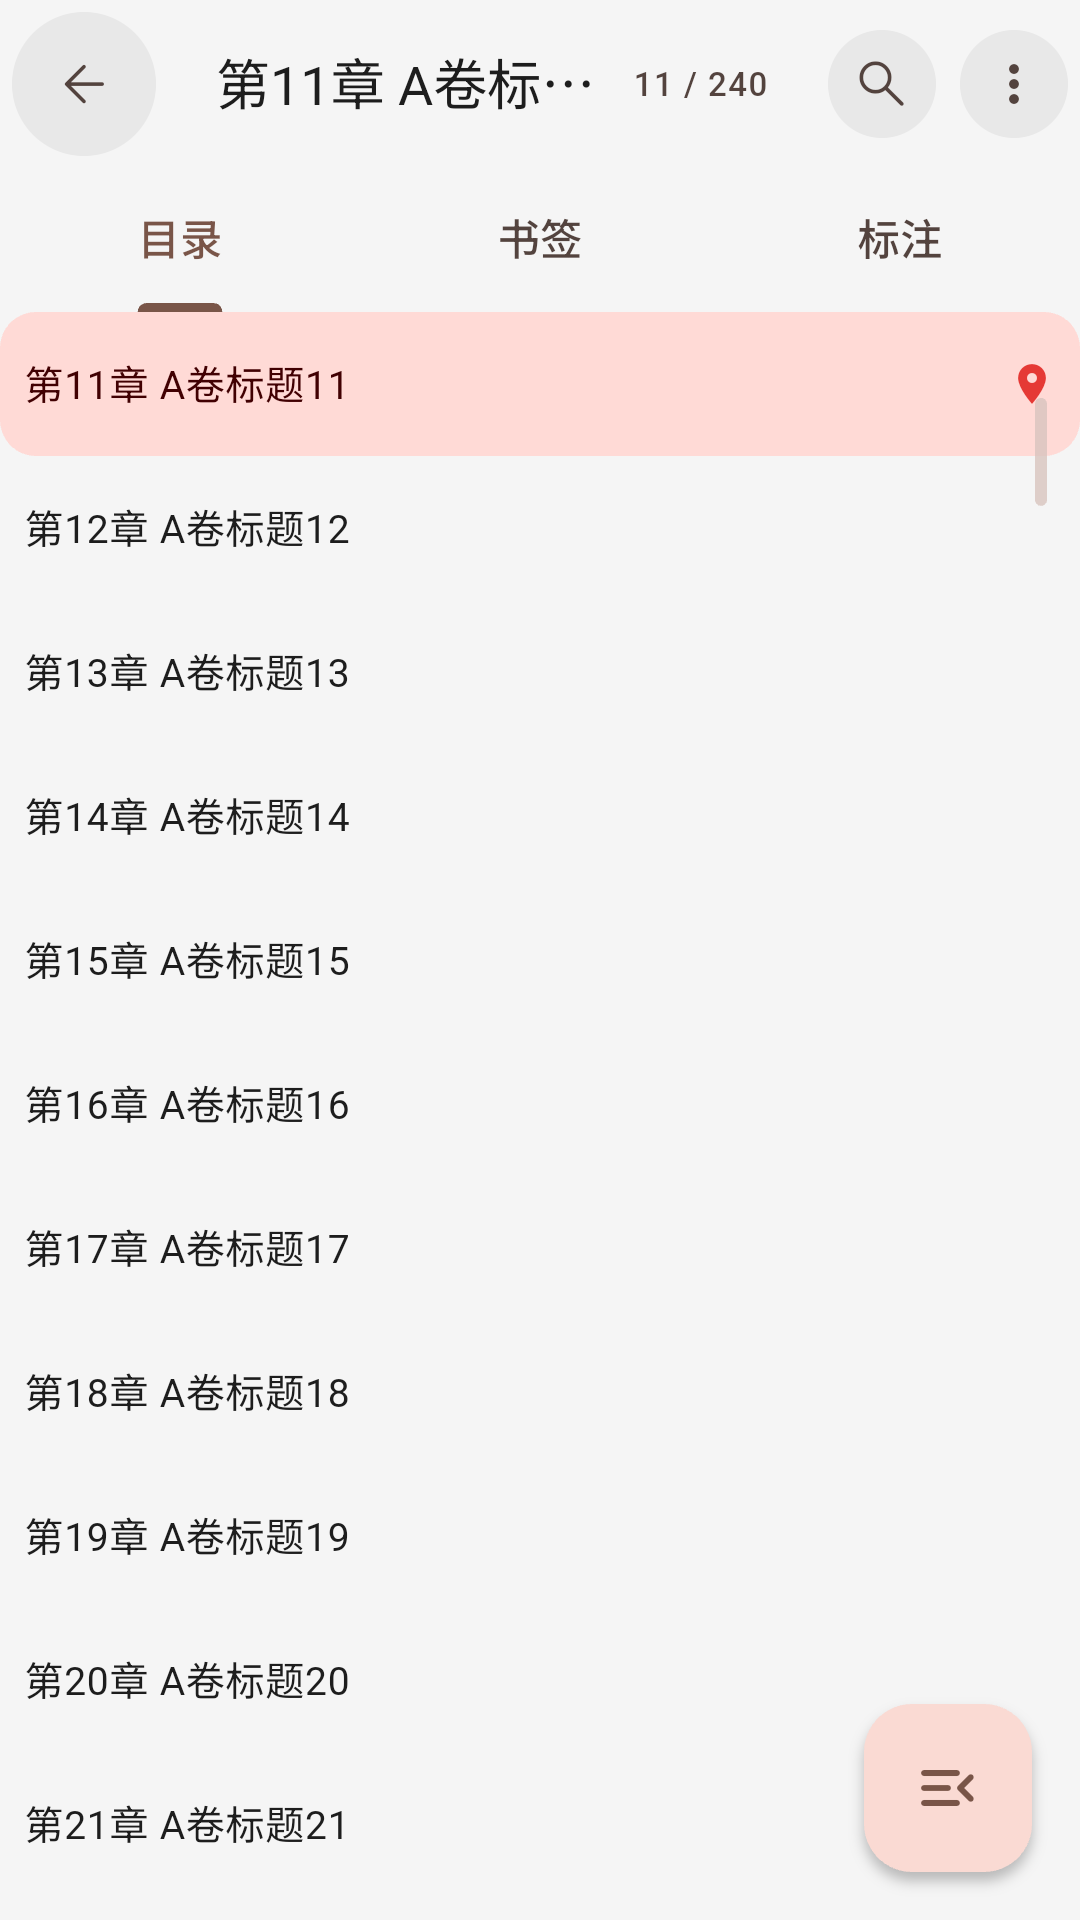 第11章 A卷标… 11 / 240
目录 书签 标注
第11章 A卷标题11
第12章 A卷标题12
第13章 A卷标题13
第14章 A卷标题14
第15章 A卷标题15
第16章 A卷标题16
第17章 A卷标题17
第18章 A卷标题18
第19章 A卷标题19
第20章 A卷标题20
第21章 A卷标题21